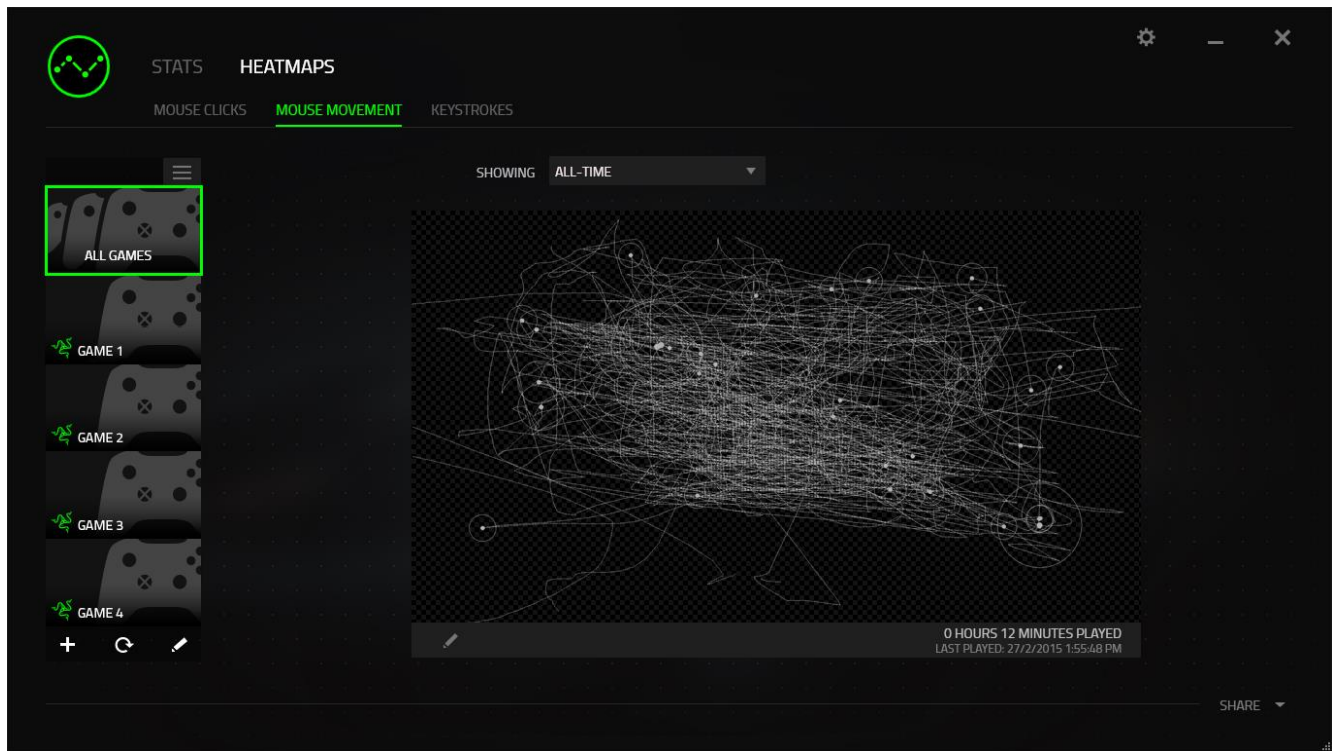 STATS HEATMAPS
MOUSE CLICKS MOUSE MOVEMENT KEYSTROKES
SHOWING ALL-TIME
ALL GAMES
GAME 1
GAME 2
GAME 3
GAME 4
0 HOURS 12 MINUTES PLAYED
LAST PLAYED: 27/2/2015 1:55:48 PM
SHARE